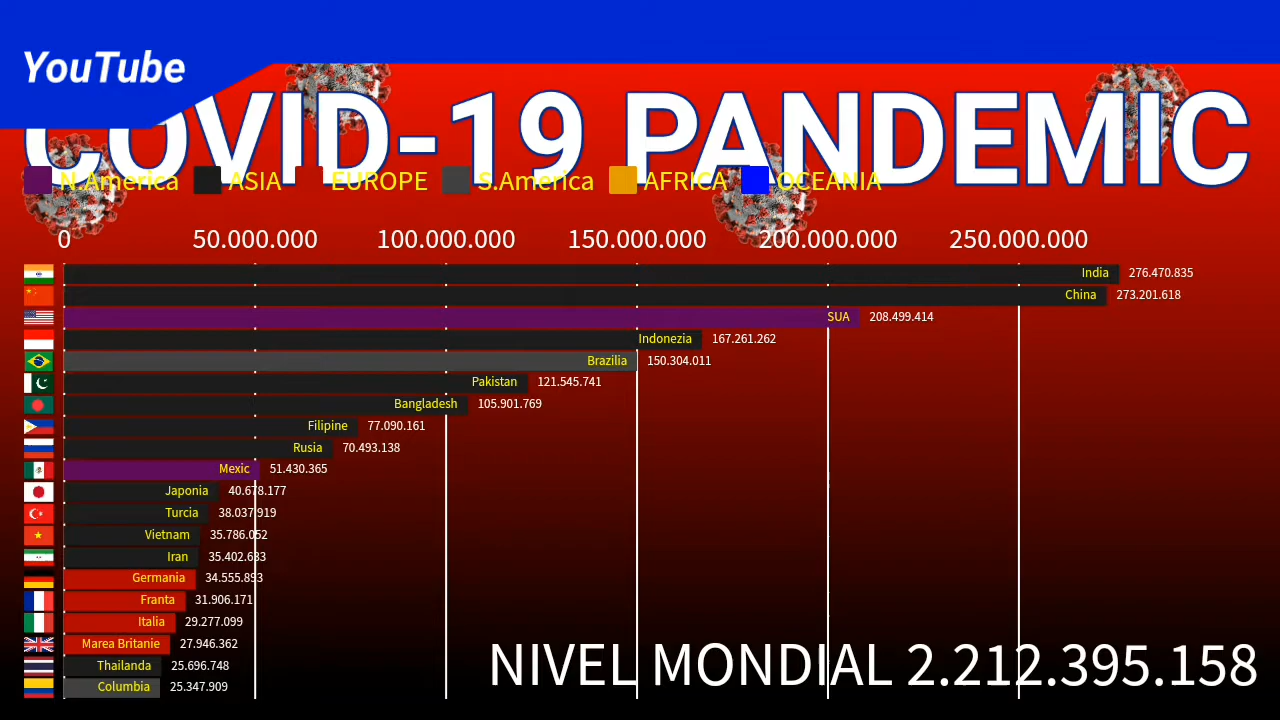 YouTube
COVID-19 PANDEMIC
N.America ASIA EUROPE S.America AFRICA OCEANIA
0 50.000.000 100.000.000 150.000.000 200.000.000 250.000.000
India 276.470.835
China 273.201.618
SUA 208.499.414
Indonezia 167.261.262
Brazilia 150.304.011
Pakistan 121.545.741
Bangladesh 105.901.769
Filipine 77.090.161
Rusia 70.493.138
Mexic 51.430.365
Japonia 40.678.177
Turcia 38.037.919
Vietnam 35.786.052
Iran 35.402.633
Germania 34.555.893
Franta 31.906.171
Italia 29.277.099
Marea Britanie 27.946.362
Thailanda 25.696.748
Columbia 25.347.909
NIVEL MONDIAL 2.212.395.158